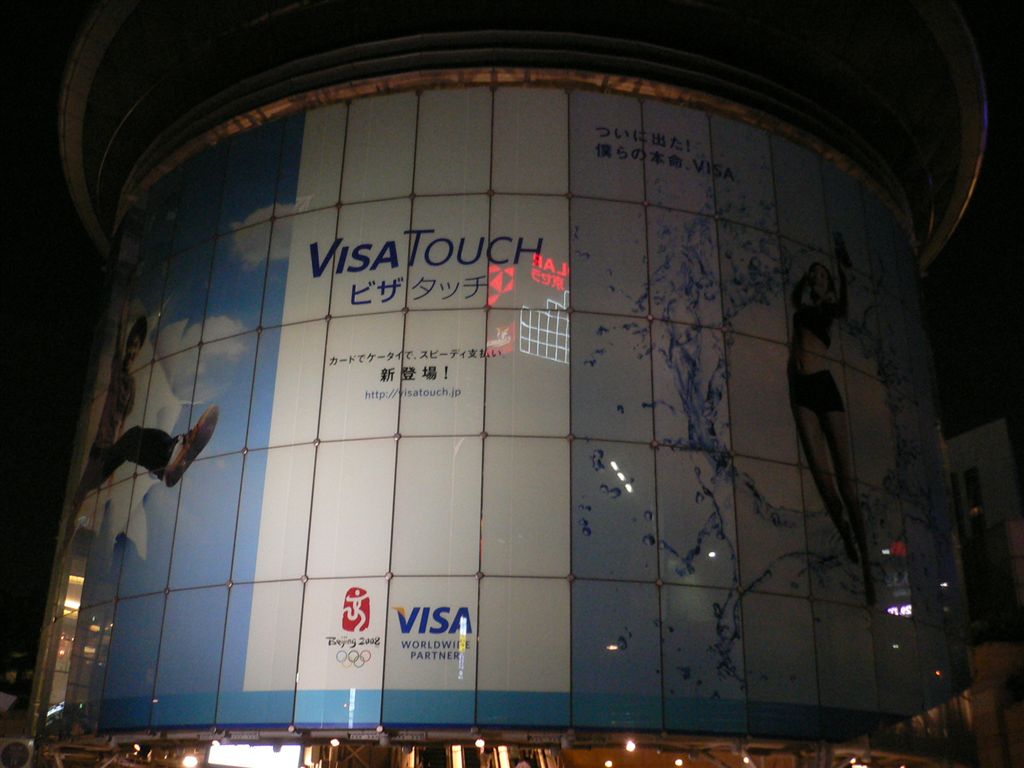 ついに出た！
僕らの本命、VISA
VISA TOUCH
ビザ タッチ
カードでケータイで、スピーディ支払い
新登場！
http://visatouch.jp
Beijing 2008
VISA
WORLDWIDE
PARTNER